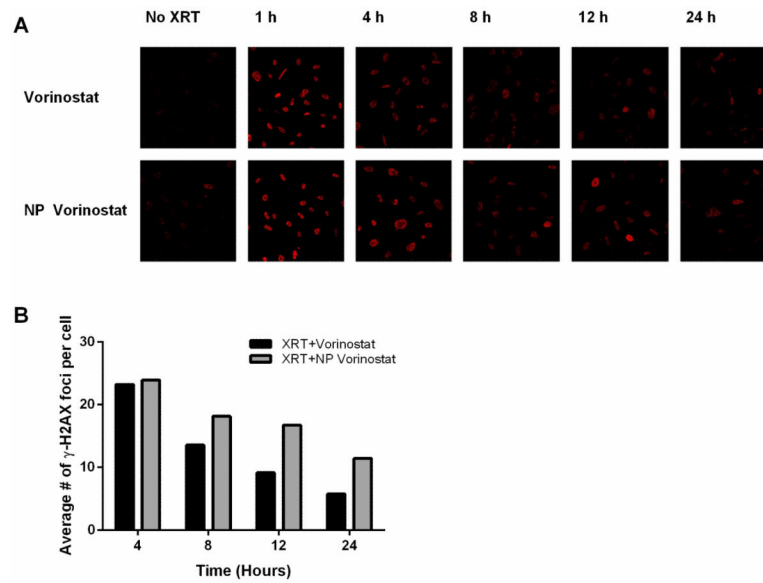 A
No XRT 1 h 4 h 8 h 12 h 24 h
Vorinostat
NP Vorinostat
B
Average # of γ-H2AX foci per cell
30
20
10
0
XRT+Vorinostat
XRT+NP Vorinostat
4 8 12 24
Time (Hours)